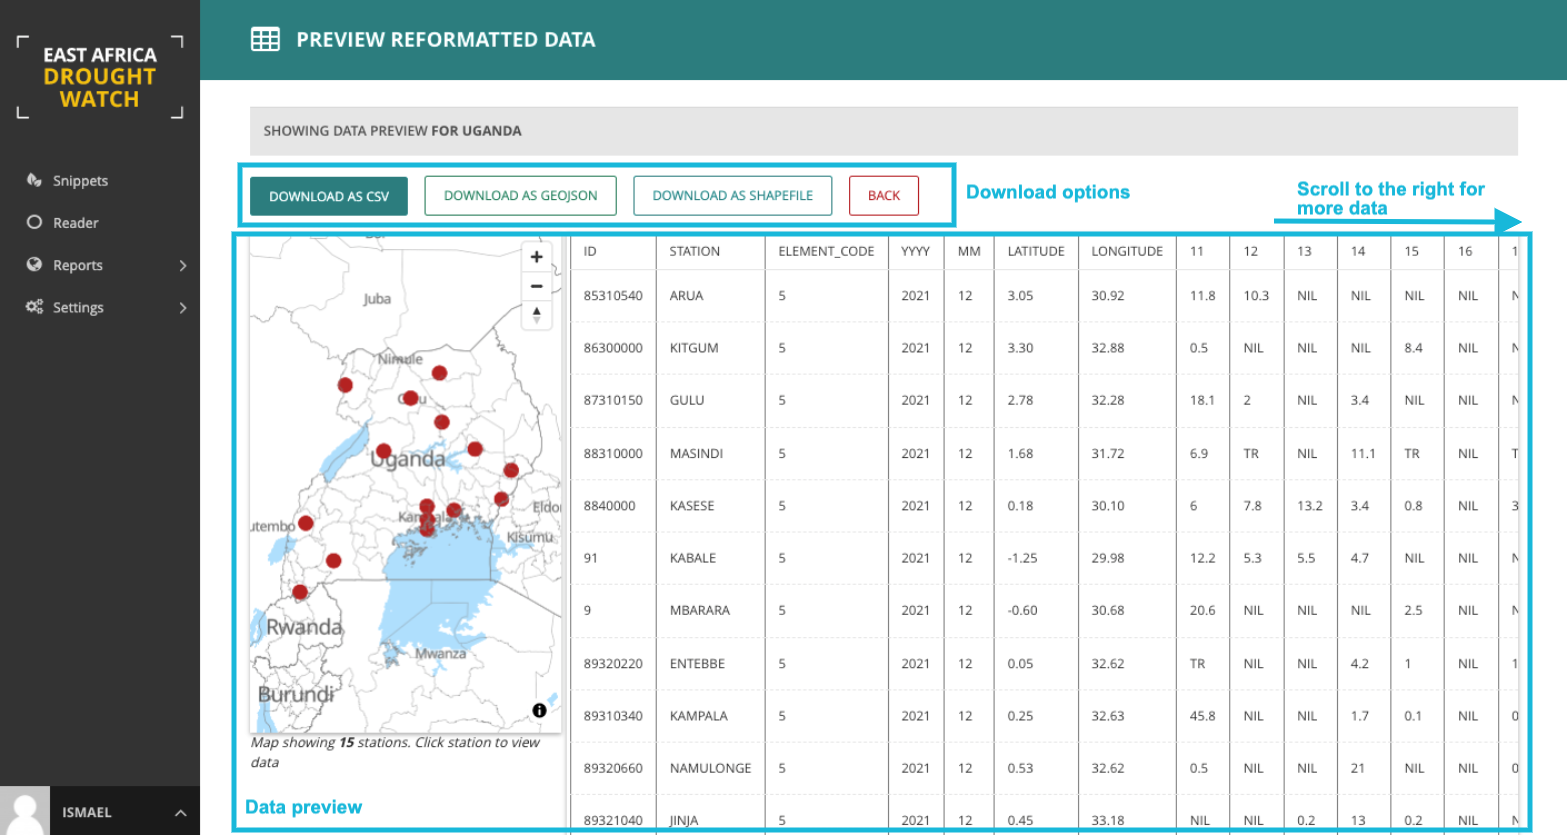 EAST AFRICA
DROUGHT
WATCH
Snippets
Reader
Reports
Settings
ISMAEL
PREVIEW REFORMATTED DATA
SHOWING DATA PREVIEW FOR UGANDA
DOWNLOAD AS CSV DOWNLOAD AS GEOJSON DOWNLOAD AS SHAPEFILE BACK
Download options
Scroll to the right for
more data
Juba
Nimule
Uganda
Kisumu
Rwanda
Mwanza
Burundi
Map showing 15 stations. Click station to view
data
Data preview
ID STATION ELEMENT_CODE YYYY MM LATITUDE LONGITUDE 11 12 13 14 15 16
85310540 ARUA 5 2021 12 3.05 30.92 11.8 10.3 NIL NIL NIL NIL
86300000 KITGUM 5 2021 12 3.30 32.88 0.5 NIL NIL NIL 8.4 NIL
87310150 GULU 5 2021 12 2.78 32.28 18.1 2 NIL 3.4 NIL NIL
88310000 MASINDI 5 2021 12 1.68 31.72 6.9 TR NIL 11.1 TR NIL
8840000 KASESE 5 2021 12 0.18 30.10 6 7.8 13.2 3.4 0.8 NIL
91 KABALE 5 2021 12 -1.25 29.98 12.2 5.3 5.5 4.7 NIL NIL
9 MBARARA 5 2021 12 -0.60 30.68 20.6 NIL NIL NIL 2.5 NIL
89320220 ENTEBBE 5 2021 12 0.05 32.62 TR NIL NIL 4.2 1 NIL
89310340 KAMPALA 5 2021 12 0.25 32.63 45.8 NIL NIL 1.7 0.1 NIL
89320660 NAMULONGE 5 2021 12 0.53 32.62 0.5 NIL NIL 21 NIL NIL
89321040 JINJA 5 2021 12 0.45 33.18 NIL NIL 0.2 13 0.2 NIL